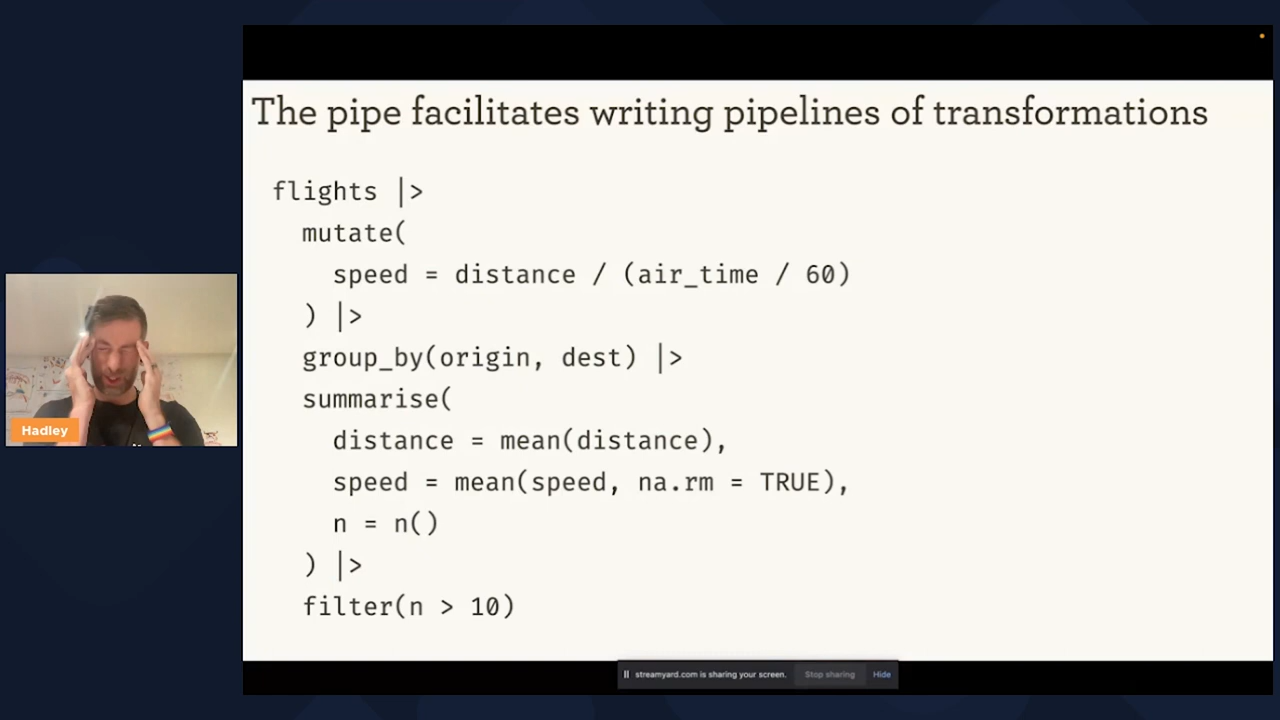 The pipe facilitates writing pipelines of transformations
flights |>
mutate(
speed = distance / (air_time / 60)
) |>
group_by(origin, dest) |>
summarise(
distance = mean(distance),
speed = mean(speed, na.rm = TRUE),
n = n()
) |>
filter(n > 10)
Hadley
streamyard.com is sharing your screen. Stop sharing Hide